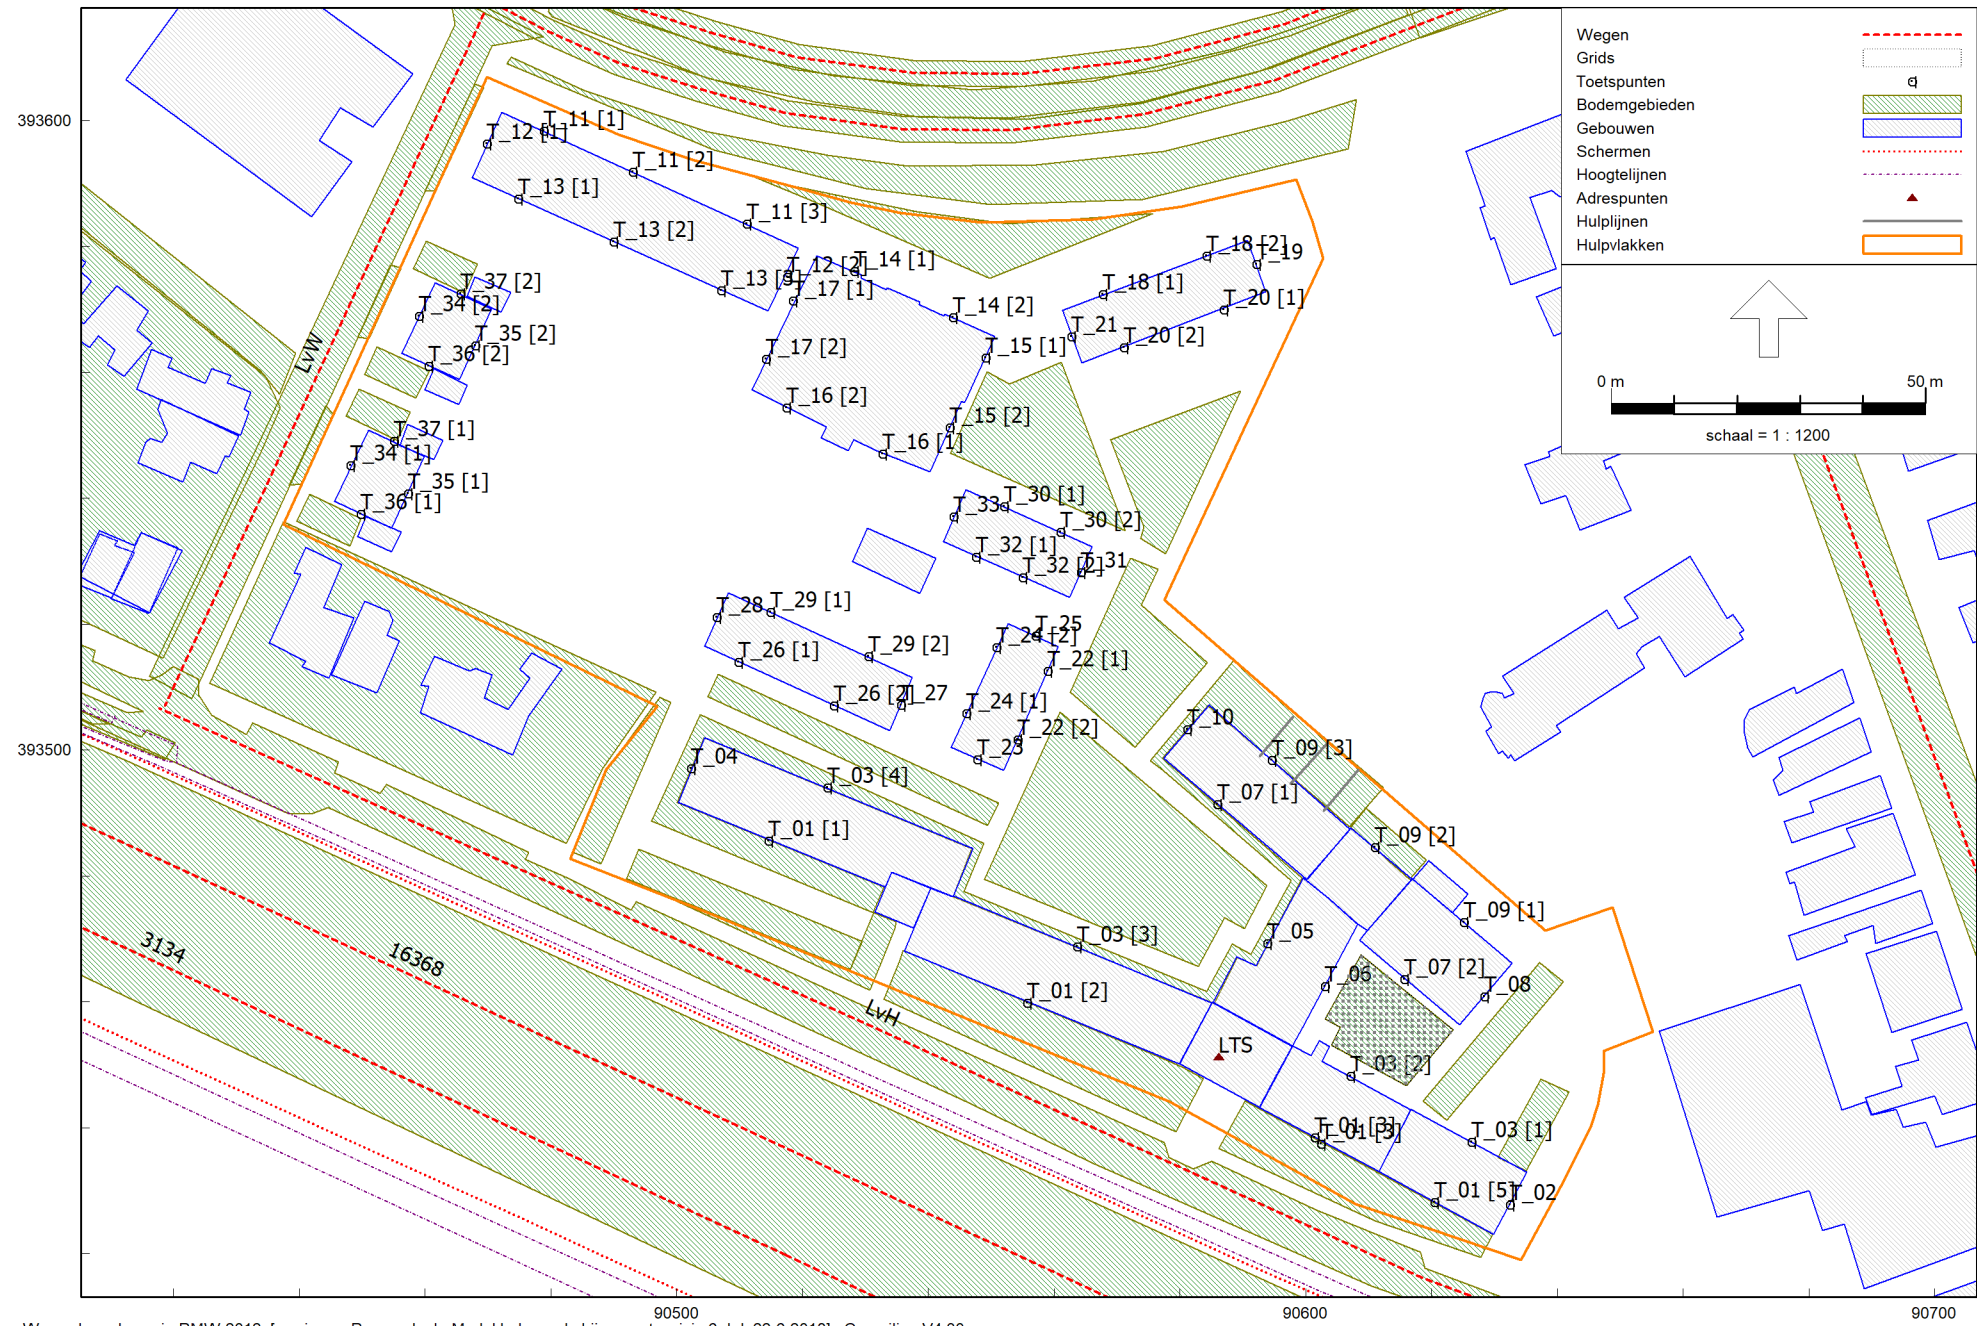 Wegen
Grids
Toetspunten
Bodemgebieden
Gebouwen
Schermen
Hoogtelijnen
Adrespunten
Hulplijnen
Hulpvlakken
0 m 50 m
schaal = 1 : 1200
393600
393500
90500
90600
90700
T_11 [1]
T_12 [1]
T_11 [2]
T_13 [1]
T_11 [3]
T_13 [2]
T_12 [2]
T_14 [1]
T_13 [3]
T_17 [1]
T_18 [2]
T_19
T_18 [1]
T_20 [1]
T_14 [2]
T_21
T_20 [2]
T_15 [1]
T_17 [2]
T_16 [2]
T_15 [2]
T_16 [1]
T_37 [2]
T_34 [2]
T_35 [2]
T_36 [2]
LvW
T_37 [1]
T_34 [1]
T_35 [1]
T_36 [1]
T_33
T_30 [1]
T_30 [2]
T_32 [1]
T_32 [2]
T_31
T_28
T_29 [1]
T_25
T_24 [2]
T_29 [2]
T_26 [1]
T_22 [1]
T_26 [2]
T_27
T_24 [1]
T_22 [2]
T_23
T_10
T_09 [3]
T_04
T_03 [4]
T_07 [1]
T_01 [1]
T_09 [2]
T_09 [1]
T_03 [3]
T_05
T_06
T_07 [2]
T_08
T_01 [2]
3134
16368
LvH
LTS
T_03 [2]
T_01 [3]
T_01 [3]
T_03 [1]
T_01 [5]
T_02